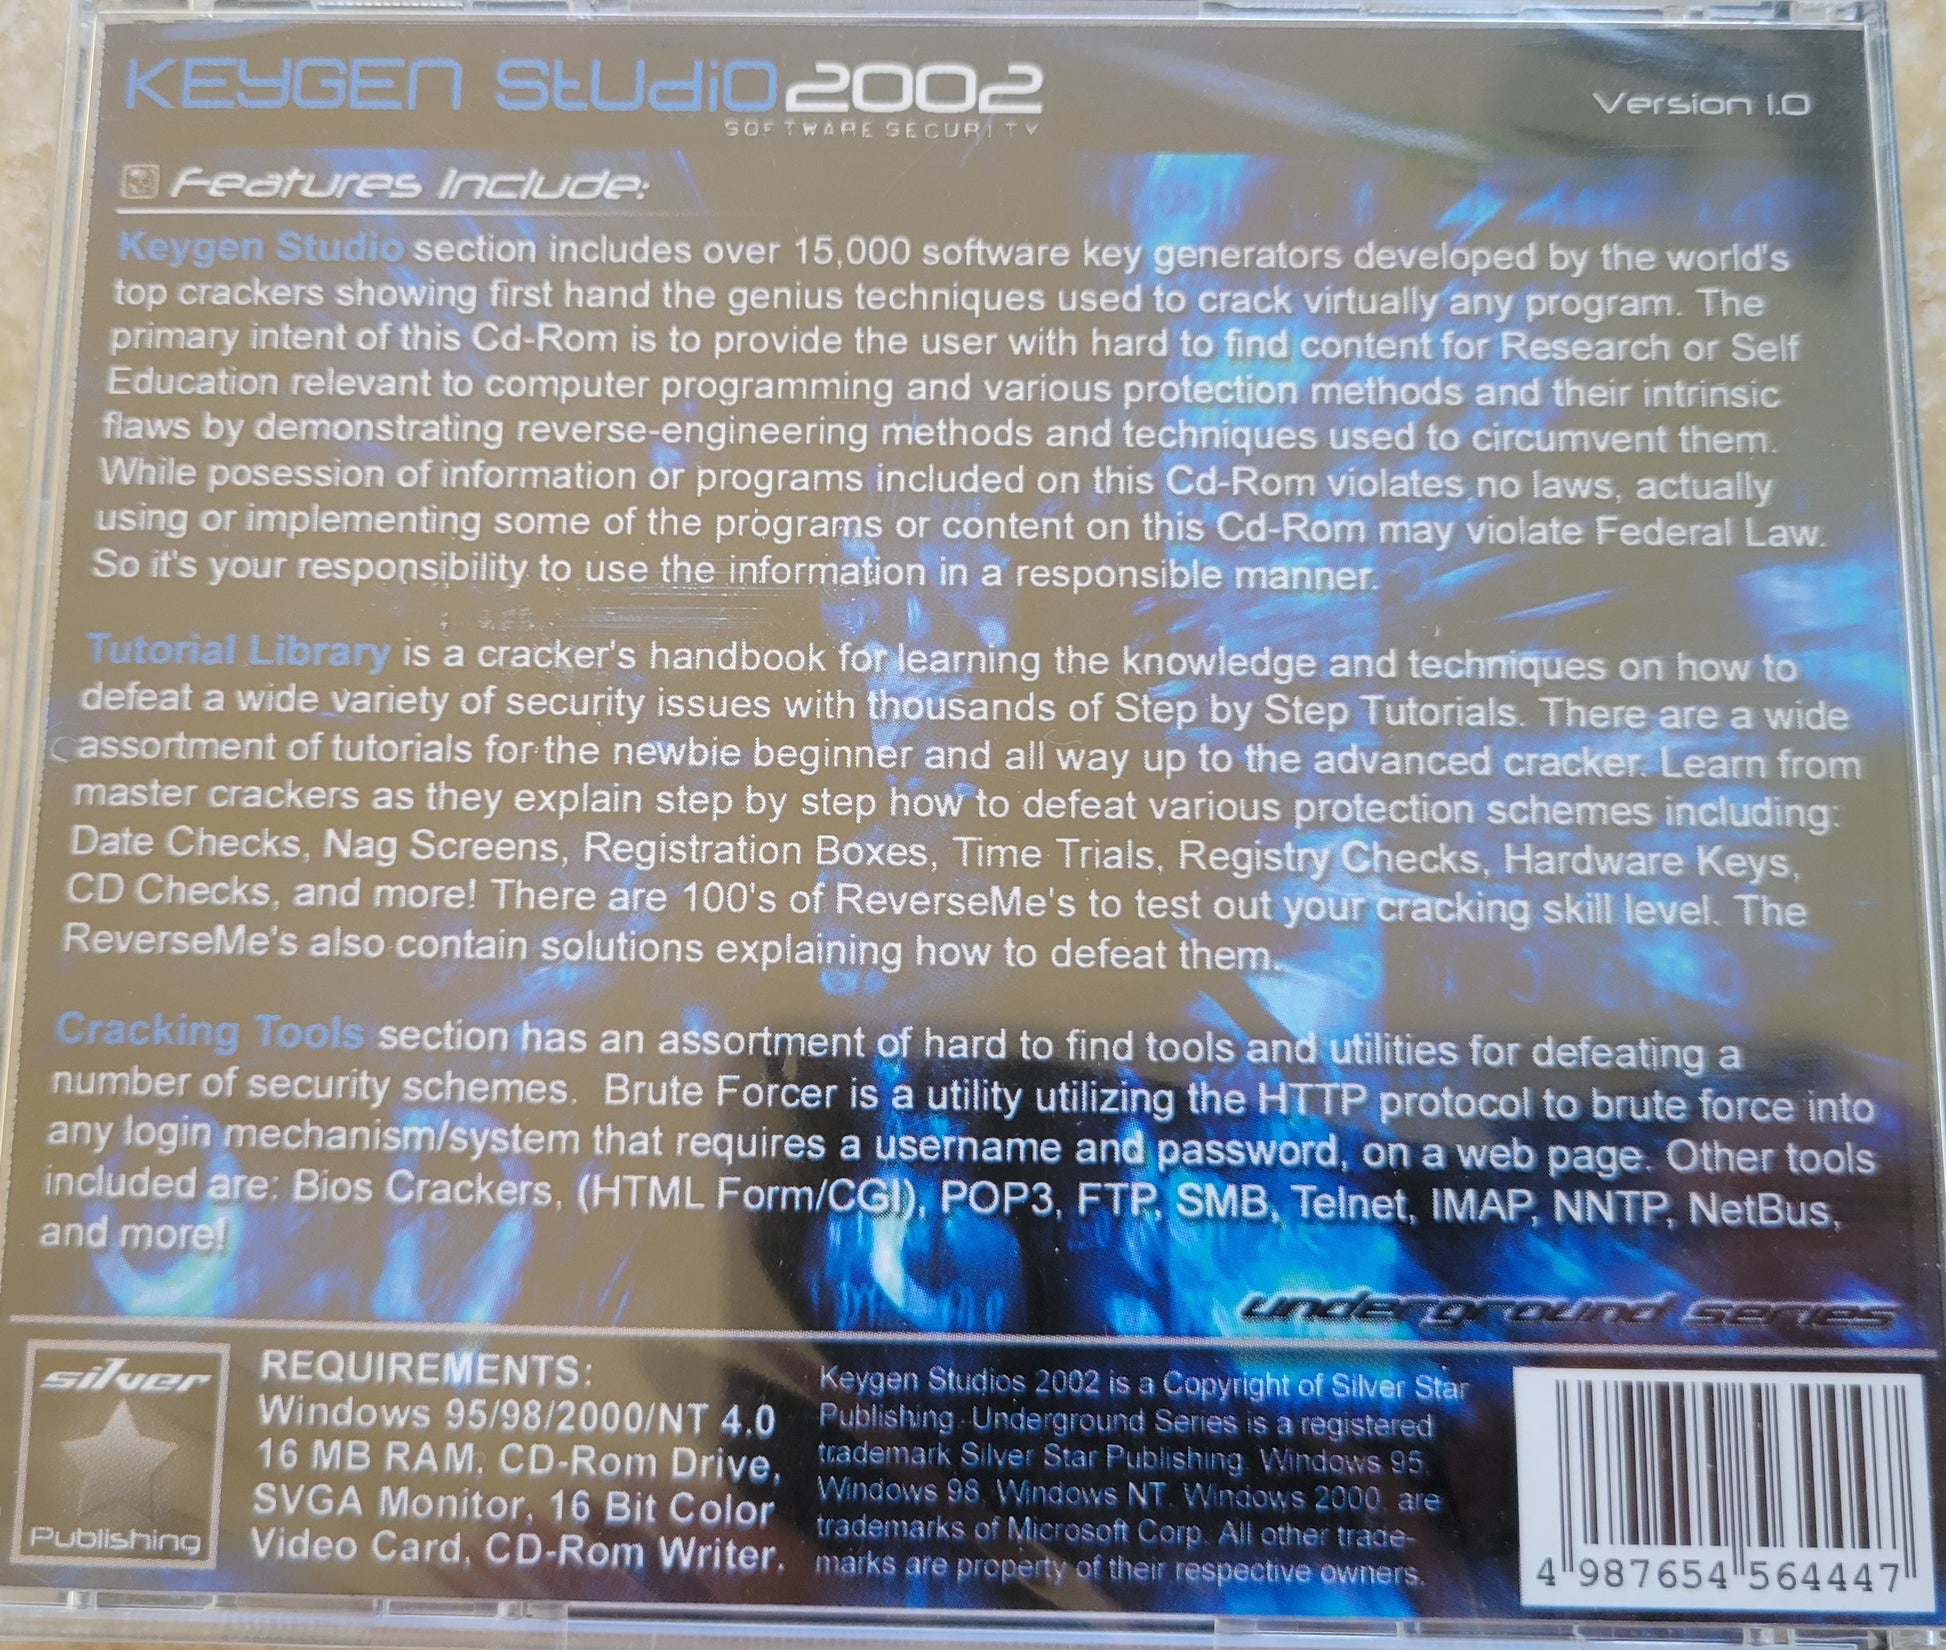 KEYGEN StUdiO 2002
SOFTWARE SECURITY
Version 1.0
Features Include:
Keygen Studio section includes over 15,000 software key generators developed by the world's
top crackers showing first hand the genius techniques used to crack virtually any program. The
primary intent of this Cd-Rom is to provide the user with hard to find content for Research or Self
Education relevant to computer programming and various protection methods and their intrinsic
flaws by demonstrating reverse-engineering methods and techniques used to circumvent them.
While posession of information or programs included on this Cd-Rom violates no laws, actually
using or implementing some of the programs or content on this Cd-Rom may violate Federal Law.
So it's your responsibility to use the information in a responsible manner.
Tutorial Library is a cracker's handbook for learning the knowledge and techniques on how to
defeat a wide variety of security issues with thousands of Step by Step Tutorials. There are a wide
assortment of tutorials for the newbie beginner and all way up to the advanced cracker. Learn from
master crackers as they explain step by step how to defeat various protection schemes including:
Date Checks, Nag Screens, Registration Boxes, Time Trials, Registry Checks, Hardware Keys,
CD Checks, and more! There are 100's of ReverseMe's to test out your cracking skill level. The
ReverseMe's also contain solutions explaining how to defeat them.
Cracking Tools section has an assortment of hard to find tools and utilities for defeating a
number of security schemes. Brute Forcer is a utility utilizing the HTTP protocol to brute force into
any login mechanism/system that requires a username and password, on a web page. Other tools
included are: Bios Crackers, (HTML Form/CGI), POP3, FTP, SMB, Telnet, IMAP, NNTP, NetBus,
and more!
underground series
silver
Publishing
REQUIREMENTS:
Windows 95/98/2000/NT 4.0
16 MB RAM, CD-Rom Drive,
SVGA Monitor, 16 Bit Color
Video Card, CD-Rom Writer.
Keygen Studios 2002 is a Copyright of Silver Star
Publishing. Underground Series is a registered
trademark Silver Star Publishing. Windows 95,
Windows 98, Windows NT, Windows 2000, are
trademarks of Microsoft Corp. All other trade-
marks are property of their respective owners.
4 987654 564447